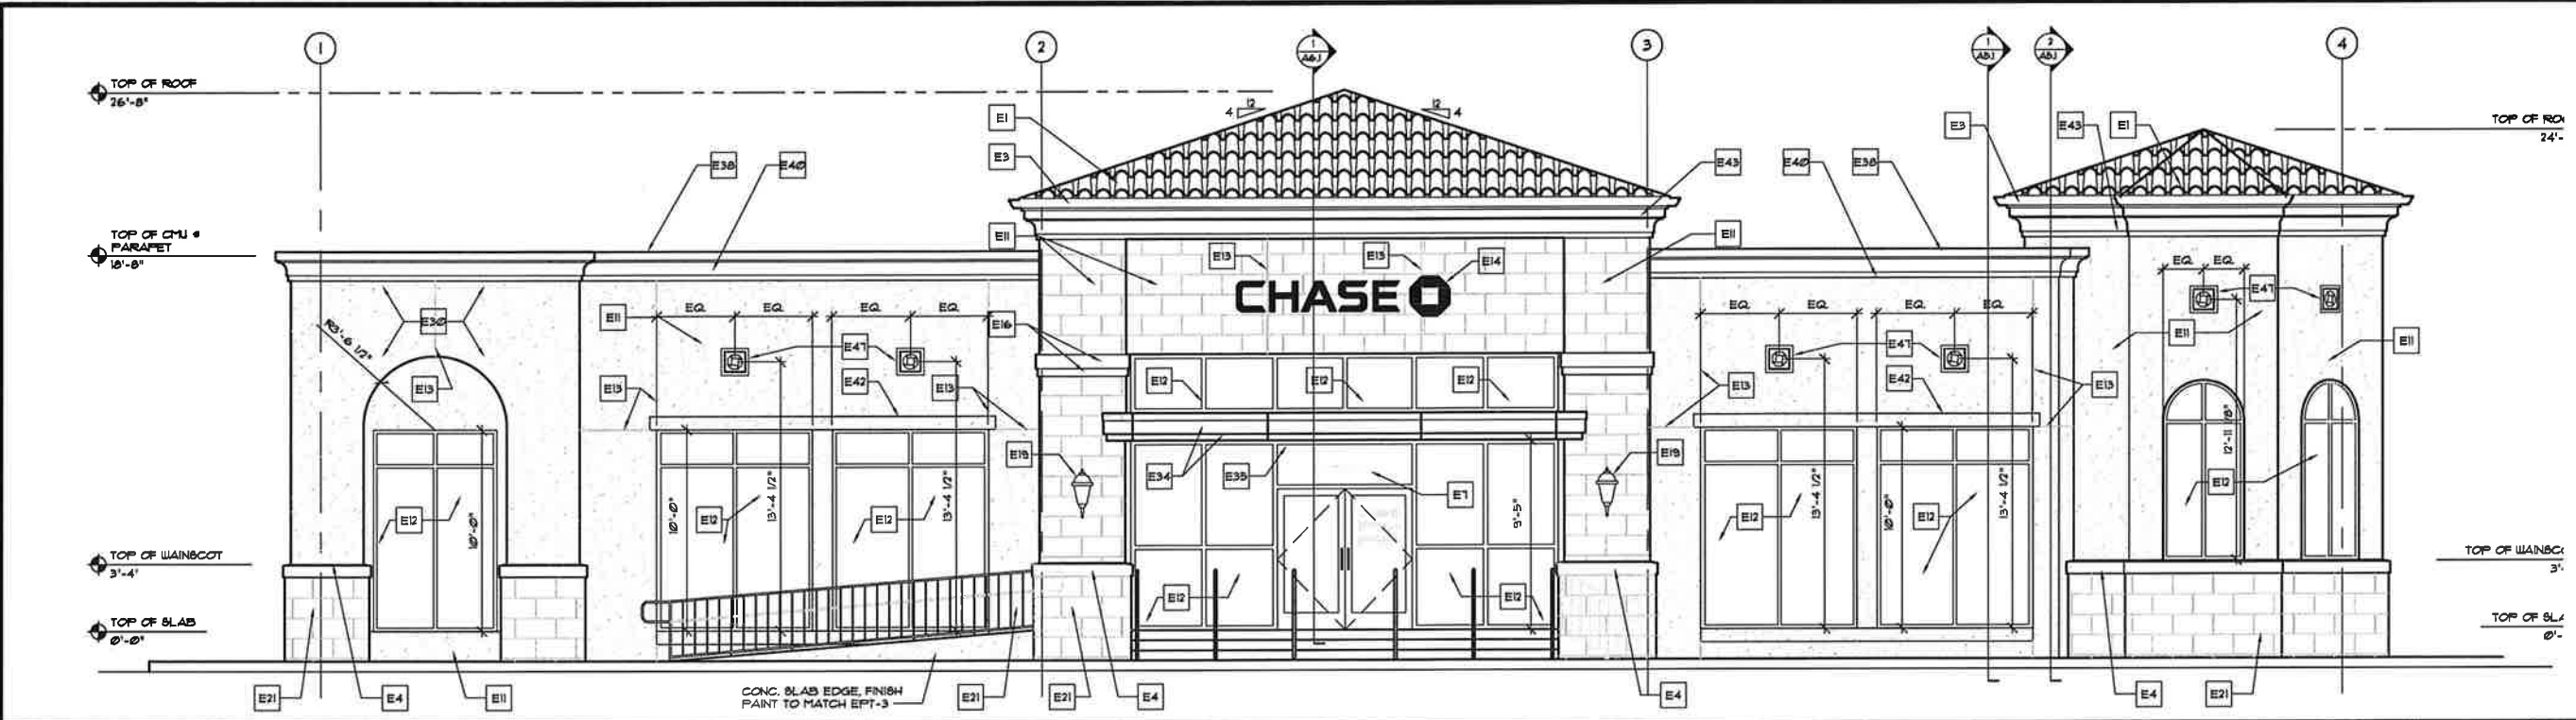 1
2
1
A6.1
3
1
A5.1
2
A5.1
4
TOP OF ROOF
26'-8"
12
4
12
4
TOP OF
24'-
E1
E3
E3
E43
E1
E38
E40
E43
E40
E38
TOP OF CMU @
PARAPET
18'-8"
E11
E13
E13
E14
E11
CHASE
EQ.
EQ.
E47
E30
R3'-6 1/2"
E11
EQ.
EQ.
EQ.
EQ.
E16
EQ.
EQ.
EQ.
EQ.
E11
E11
E47
E47
E13
E13
E42
E13
E12
E12
E12
E42
E13
E13
12'-11 7/8"
E19
E34
E35
E7
E19
E12
E12
10'-0"
10'-0"
E12
13'-4 1/2"
E12
13'-4 1/2"
9'-5"
E12
13'-4 1/2"
10'-0"
E12
13'-4 1/2"
TOP OF WAINSCOT
3'-4"
TOP OF
3'-
E12
E12
TOP OF SLAB
0'-0"
TOP OF
0'-
E21
E4
E11
CONC. SLAB EDGE, FINISH
PAINT TO MATCH EPT-3
E21
E21
E4
E4
E4
E21